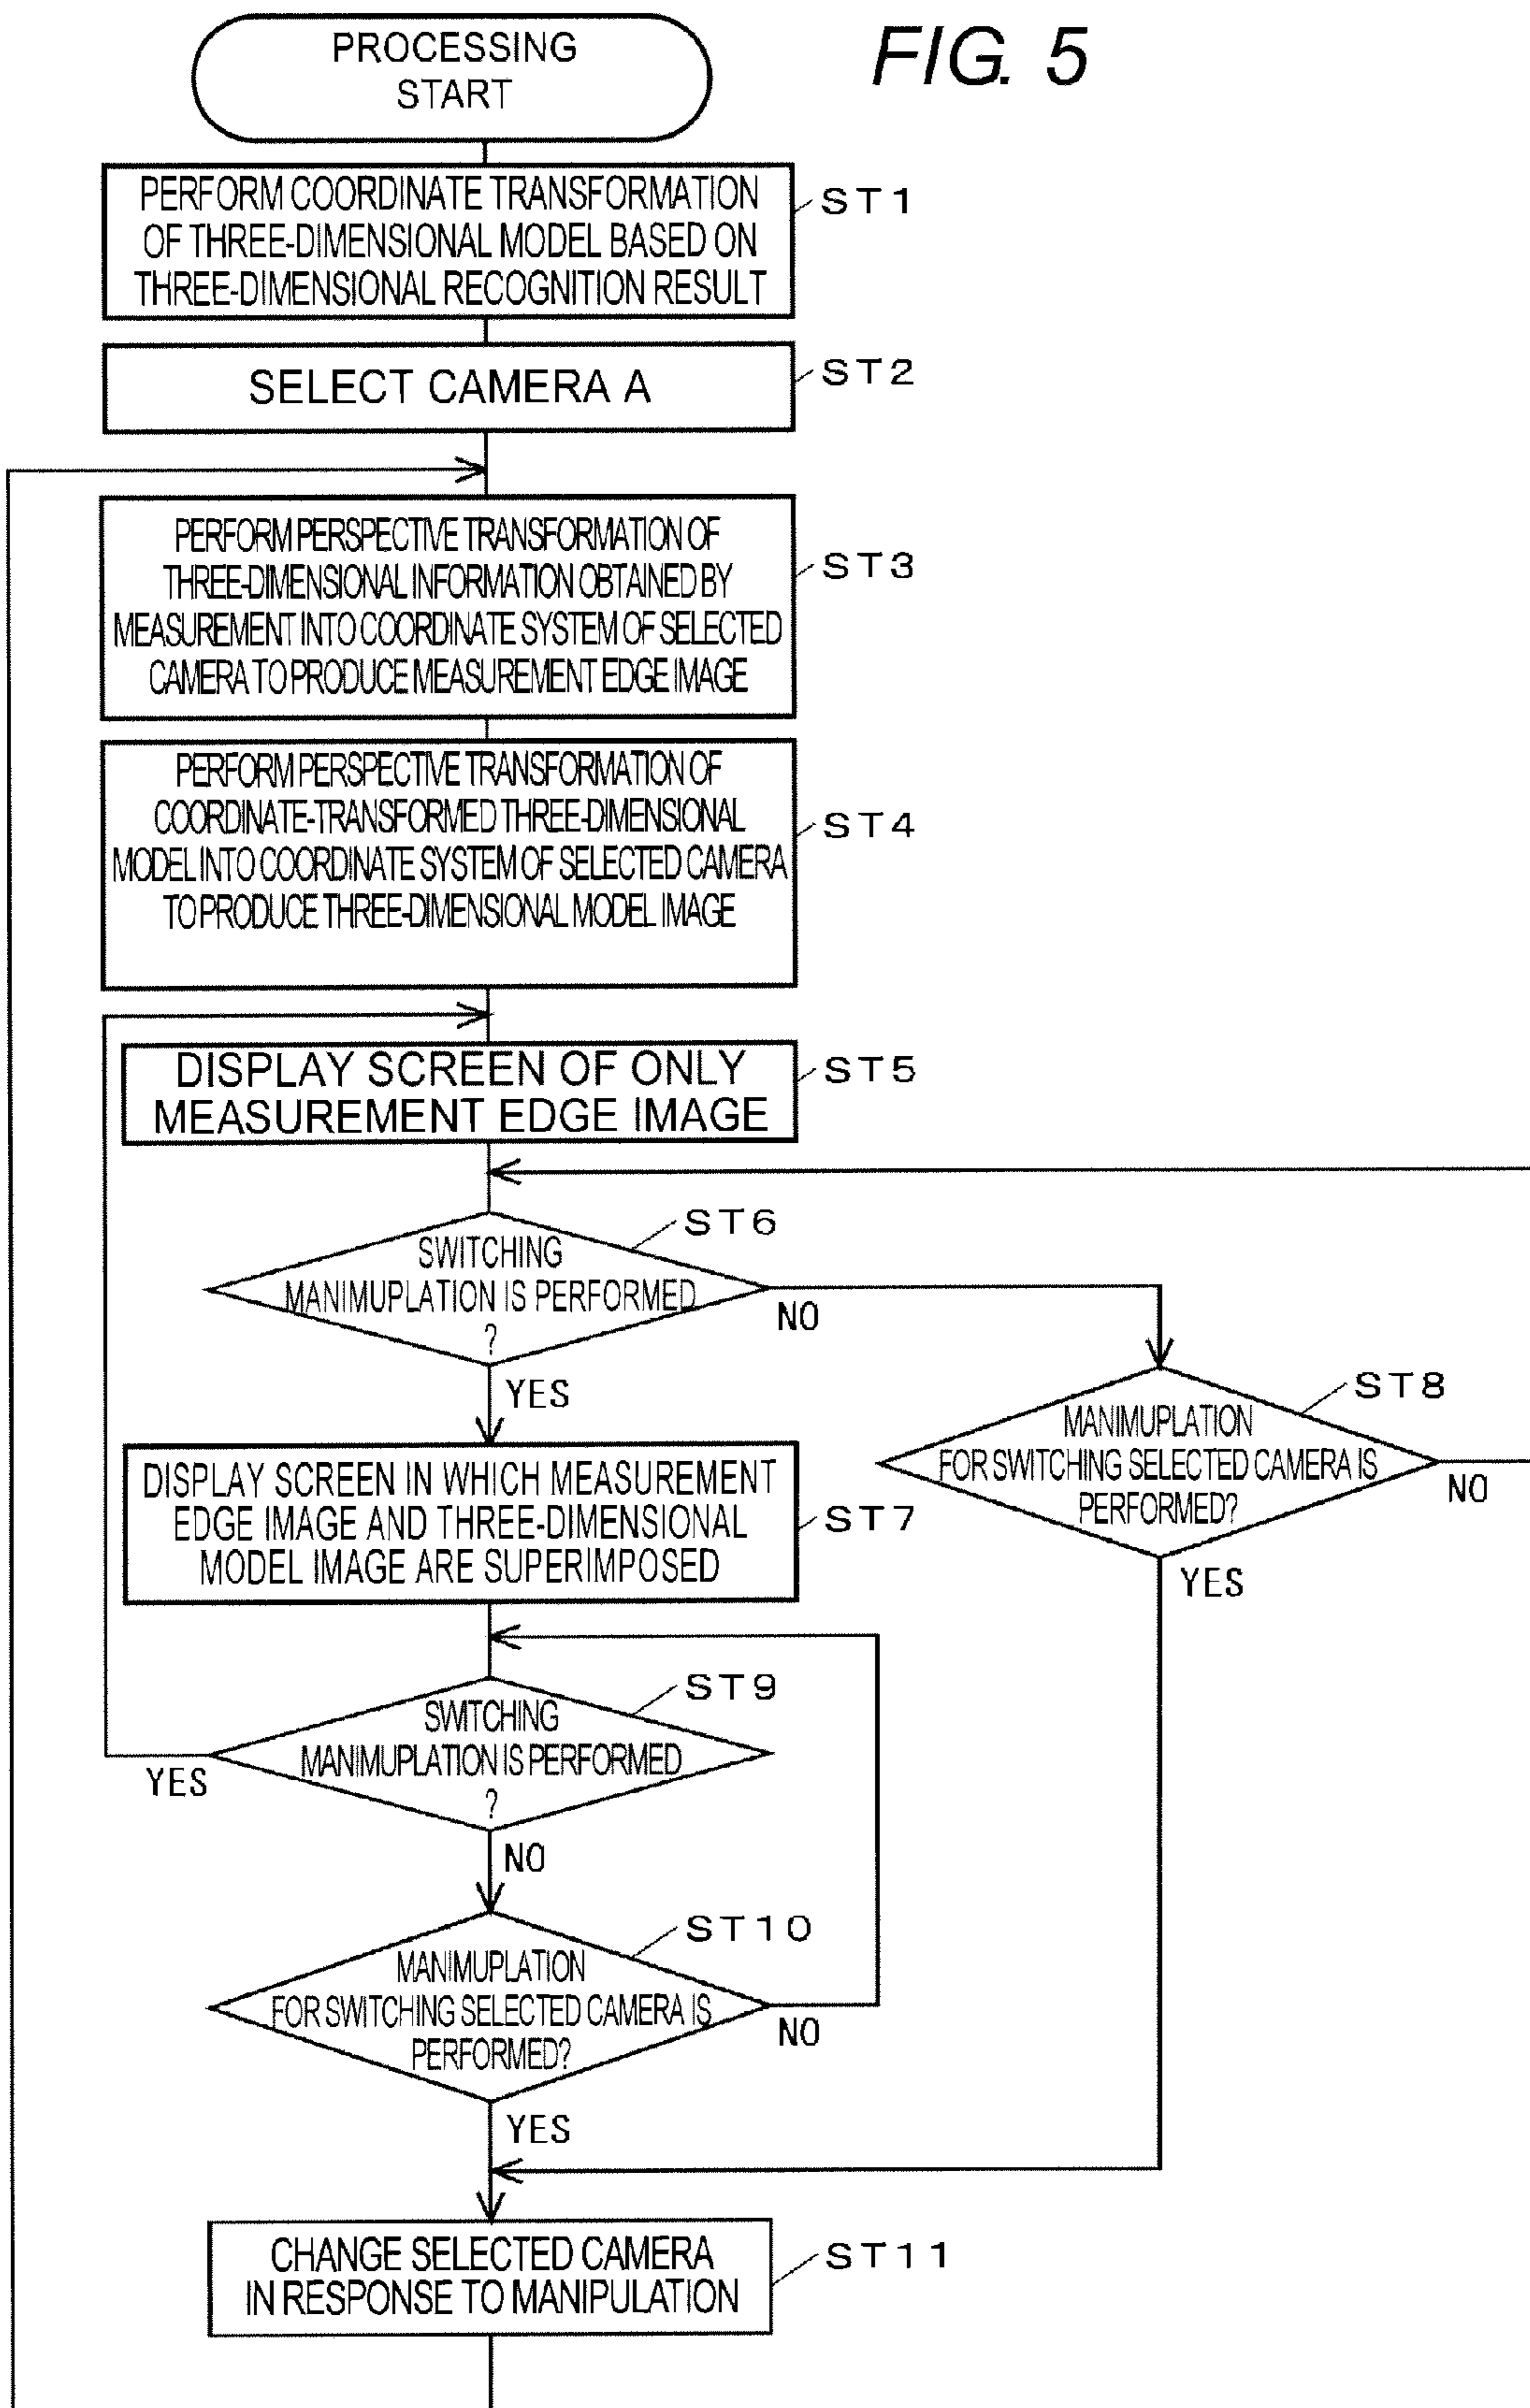 FIG. 5
PROCESSING
START
PERFORM COORDINATE TRANSFORMATION
OF THREE-DIMENSIONAL MODEL BASED ON
THREE-DIMENSIONAL RECOGNITION RESULT
ST1
SELECT CAMERA A
ST2
PERFORM PERSPECTIVE TRANSFORMATION OF
THREE-DIMENSIONAL INFORMATION OBTAINED BY
MEASUREMENT INTO COORDINATE SYSTEM OF SELECTED
CAMERA TO PRODUCE MEASUREMENT EDGE IMAGE
ST3
PERFORM PERSPECTIVE TRANSFORMATION OF
COORDINATE-TRANSFORMED THREE-DIMENSIONAL
MODEL INTO COORDINATE SYSTEM OF SELECTED CAMERA
TO PRODUCE THREE-DIMENSIONAL MODEL IMAGE
ST4
DISPLAY SCREEN OF ONLY
MEASUREMENT EDGE IMAGE
ST5
SWITCHING
MANIMUPLATION IS PERFORMED
?
ST6
NO
YES
MANIMUPLATION
FOR SWITCHING SELECTED CAMERA IS
PERFORMED?
ST8
NO
YES
DISPLAY SCREEN IN WHICH MEASUREMENT
EDGE IMAGE AND THREE-DIMENSIONAL
MODEL IMAGE ARE SUPERIMPOSED
ST7
SWITCHING
MANIMUPLATION IS PERFORMED
?
ST9
YES
NO
MANIMUPLATION
FOR SWITCHING SELECTED CAMERA IS
PERFORMED?
ST10
NO
YES
CHANGE SELECTED CAMERA
IN RESPONSE TO MANIPULATION
ST11